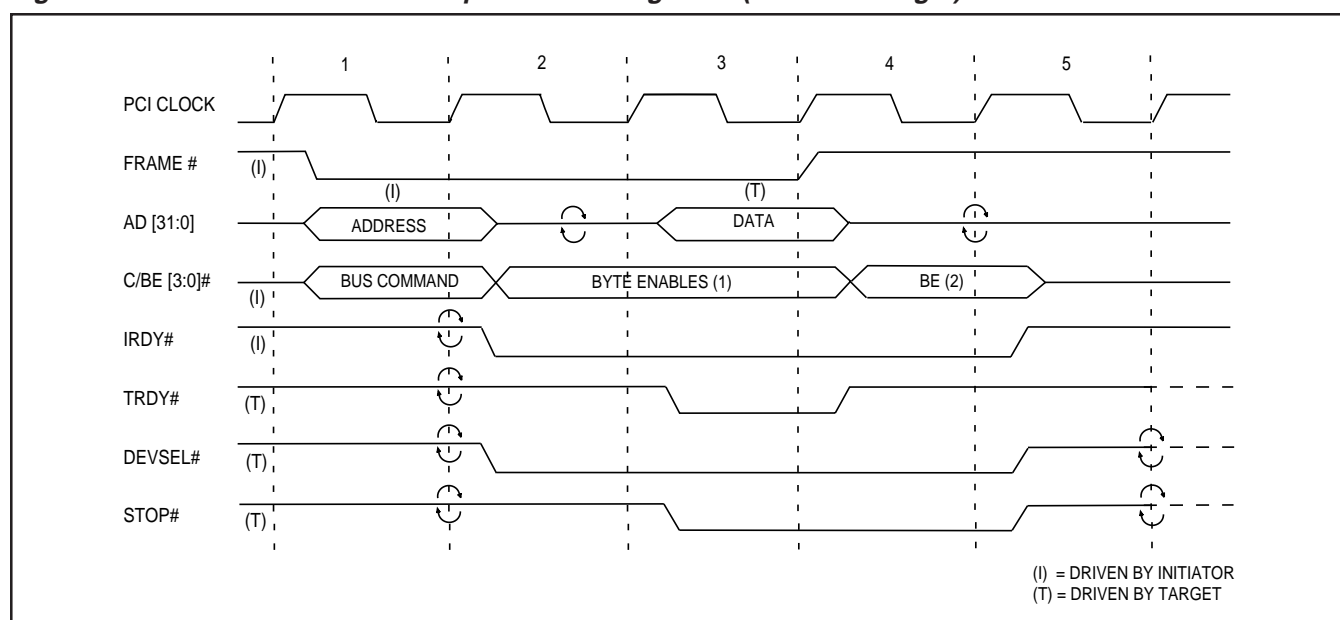 1 2 3 4 5
PCI CLOCK
FRAME # (I)
(I) (T)
AD [31:0] ADDRESS DATA
C/BE [3:0]# (I) BUS COMMAND BYTE ENABLES (1) BE (2)
IRDY# (I)
TRDY# (T)
DEVSEL# (T)
STOP# (T)
(I) = DRIVEN BY INITIATOR
(T) = DRIVEN BY TARGET